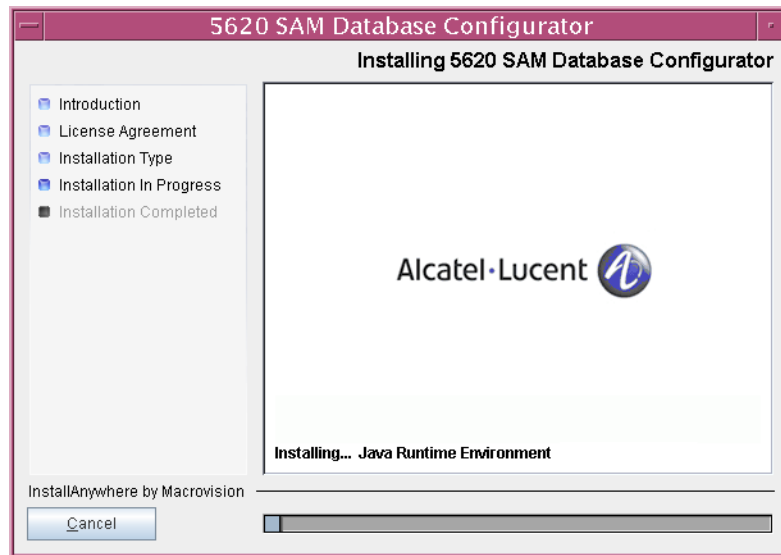 5620 SAM Database Configurator
Installing 5620 SAM Database Configurator
Introduction
License Agreement
Installation Type
Installation In Progress
Installation Completed
Alcatel·Lucent
Installing... Java Runtime Environment
InstallAnywhere by Macrovision
Cancel